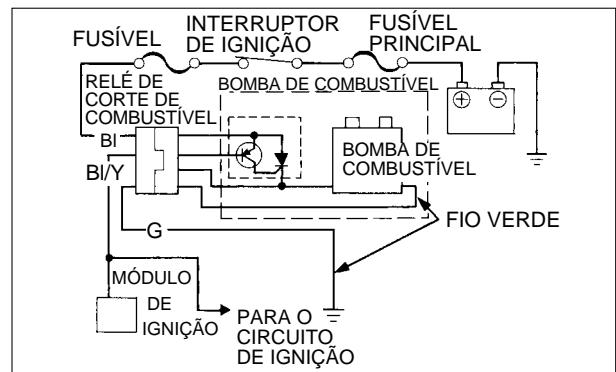 FUSÍVEL
INTERRUPTOR
DE IGNIÇÃO
FUSÍVEL
PRINCIPAL
RELÉ DE
CORTE DE
COMBUSTÍVEL
BOMBA DE COMBUSTÍVEL
Bl
Bl/Y
BOMBA DE
COMBUSTÍVEL
FIO VERDE
G
MÓDULO
DE
IGNIÇÃO
PARA O
CIRCUITO
DE IGNIÇÃO